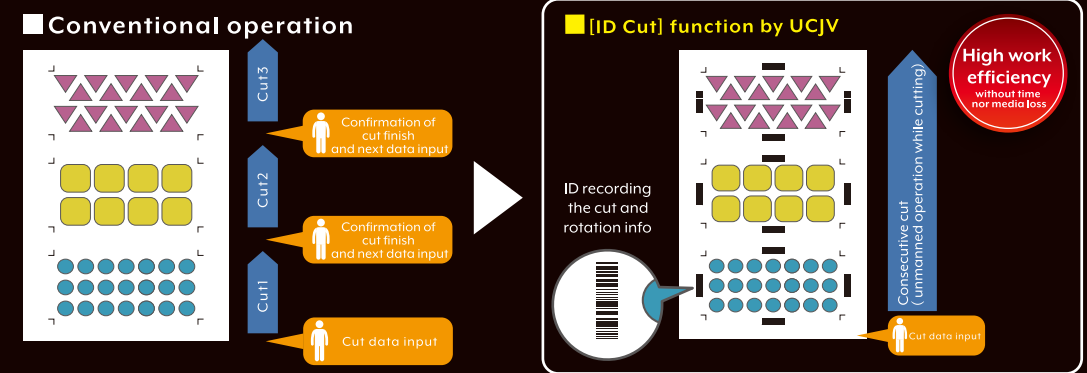 Conventional operation
Cut3
Confirmation of
cut finish
and next data input
Cut2
Confirmation of
cut finish
and next data input
Cut1
Cut data input
[ID Cut] function by UCJV
High work
efficiency
without time
nor media loss
ID recording
the cut and
rotation info
Consecutive cut
(unmanned operation while cutting)
Cut data input